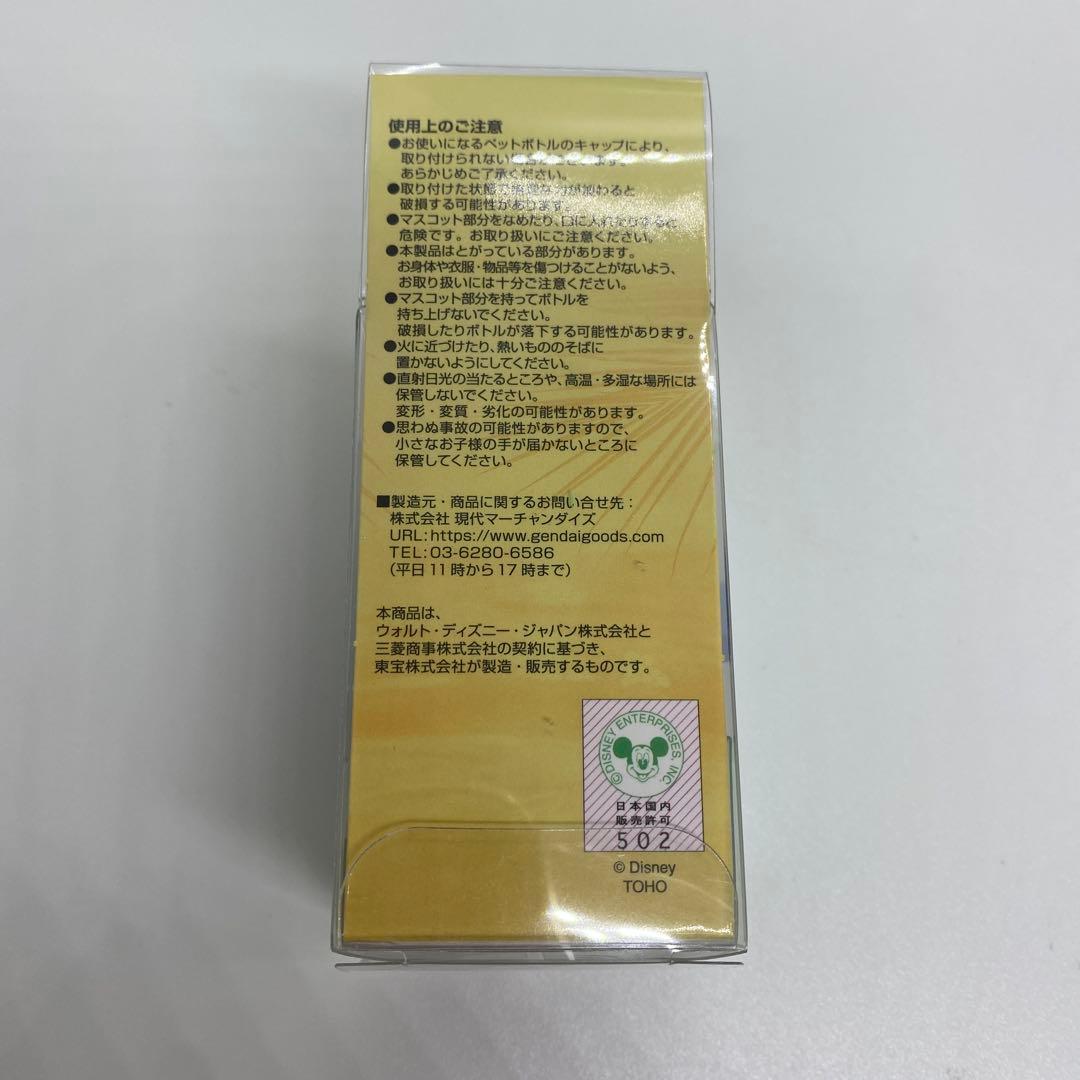 使用上のご注意
●お使いになるペットボトルのキャップにより、
取り付けられない場合がございます。
あらかじめご了承ください。
●取り付けた状態で 加わると
破損する可能性があります。
●マスコット部分をなめたり、口に入れたりすると
危険です。お取り扱いにご注意ください。
●本製品はとがっている部分があります。
お身体や衣服・物品等を傷つけることがないよう、
お取り扱いには十分ご注意ください。
●マスコット部分を持ってボトルを
持ち上げないでください。
破損したりボトルが落下する可能性があります。
●火に近づけたり、熱いもののそばに
置かないようにしてください。
●直射日光の当たるところや、高温・多湿な場所には
保管しないでください。
変形・変質・劣化の可能性があります。
●思わぬ事故の可能性がありますので、
小さなお子様の手が届かないところに
保管してください。
■製造元・商品に関するお問い合せ先：
株式会社 現代マーチャンダイズ
URL:https://www.gendaigoods.com
TEL:03-6280-6586
(平日11時から17時まで)
本商品は、
ウォルト・ディズニー・ジャパン株式会社と
三菱商事株式会社の契約に基づき、
東宝株式会社が製造・販売するものです。
©DISNEY ENTERPRISES, INC.
日本国内
販売許可
502
© Disney
TOHO